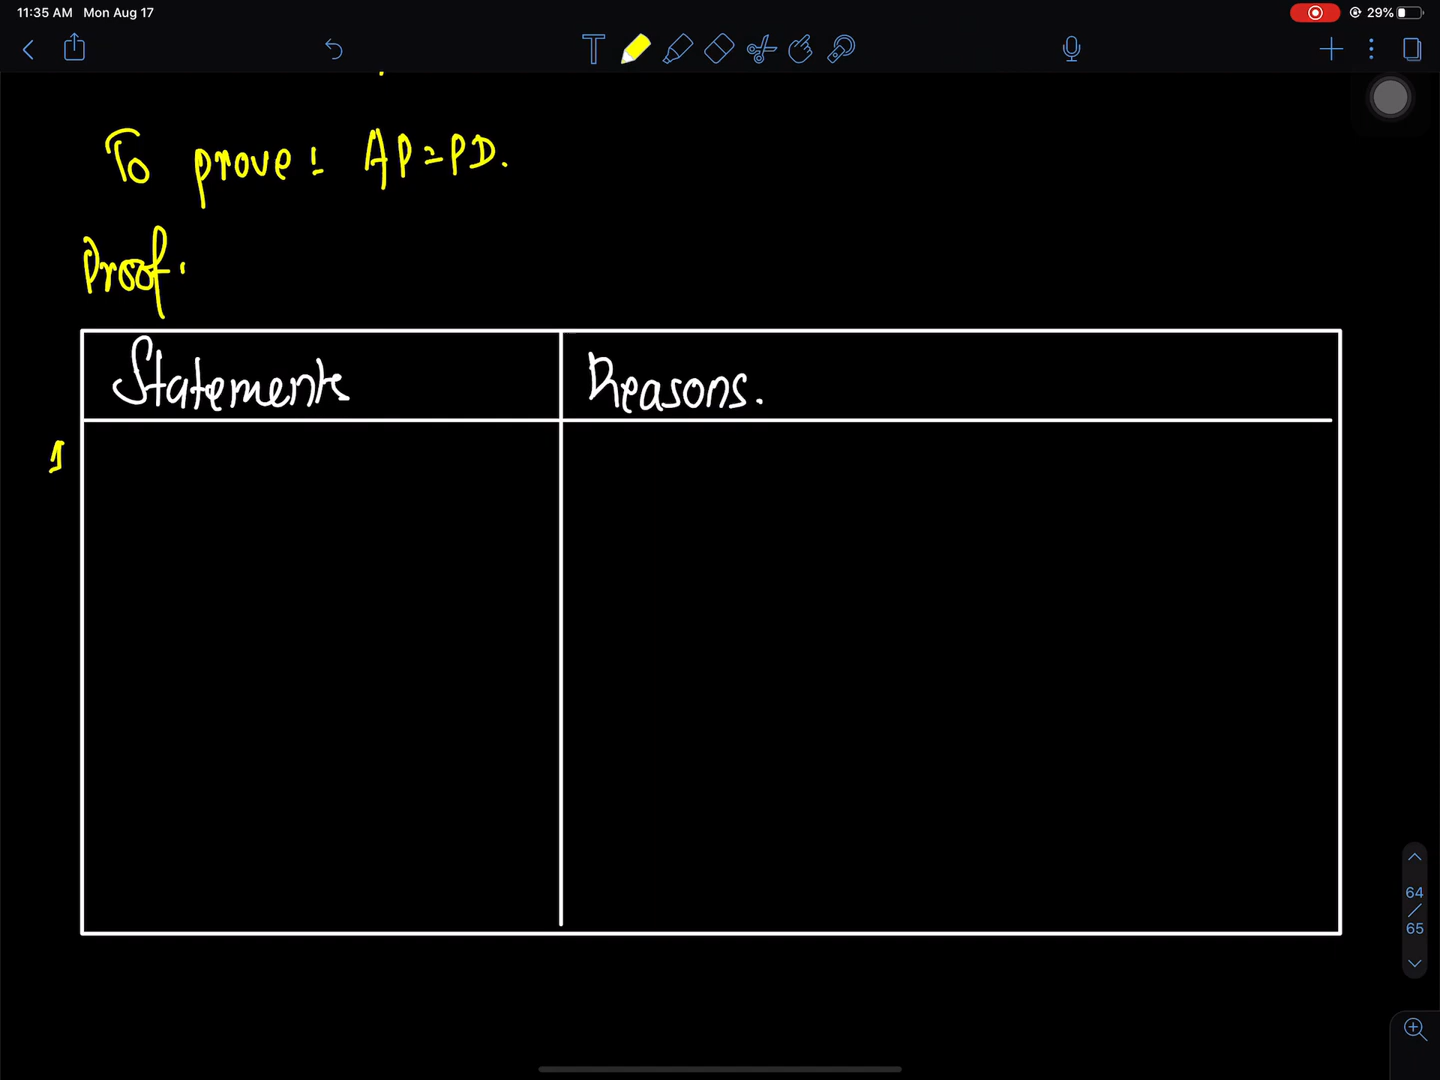 11:35 AM Mon Aug 17
29%
To prove: AP=PD.
Proof.
Statements
Reasons.
1
64
65